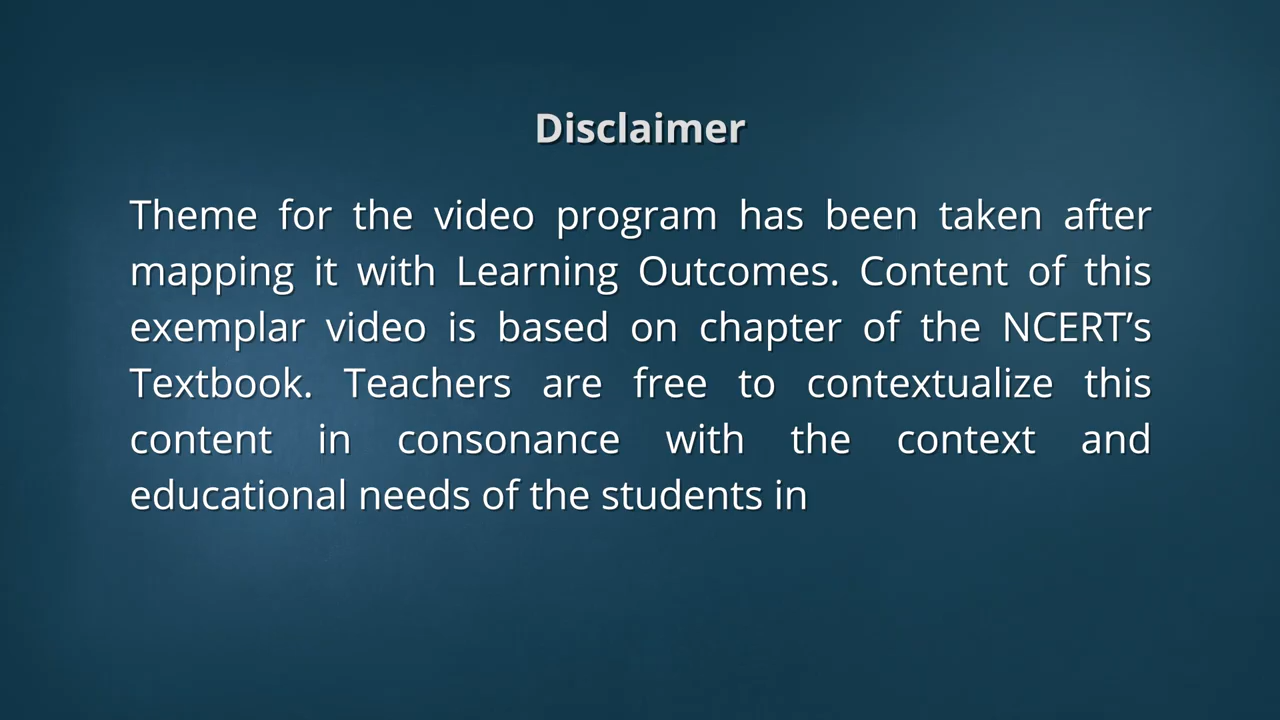 Disclaimer
Theme for the video program has been taken after
mapping it with Learning Outcomes. Content of this
exemplar video is based on chapter of the NCERT’s
Textbook. Teachers are free to contextualize this
content in consonance with the context and
educational needs of the students in